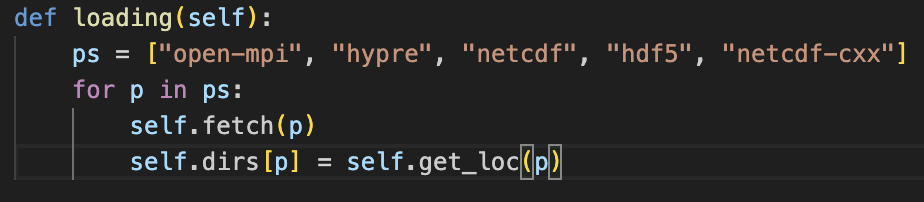 def loading(self):
    ps = ["open-mpi", "hypre", "netcdf", "hdf5", "netcdf-cxx"]
    for p in ps:
        self.fetch(p)
        self.dirs[p] = self.get_loc(p)